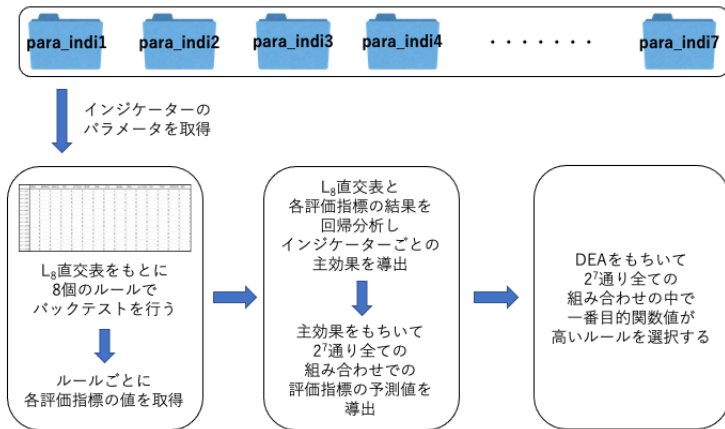 para_indi1
para_indi2
para_indi3
para_indi4
・・・・・・・
para_indi7
インジケーターの
パラメータを取得
L₈直交表をもとに
8個のルールで
バックテストを行う
ルールごとに
各評価指標の値を取得
L₈直交表と
各評価指標の結果を
回帰分析し
インジケーターごとの
主効果を導出
主効果をもちいて
2⁷通り全ての
組み合わせでの
評価指標の予測値を
導出
DEAをもちいて
2⁷通り全ての
組み合わせの中で
一番目的関数値が
高いルールを選択する